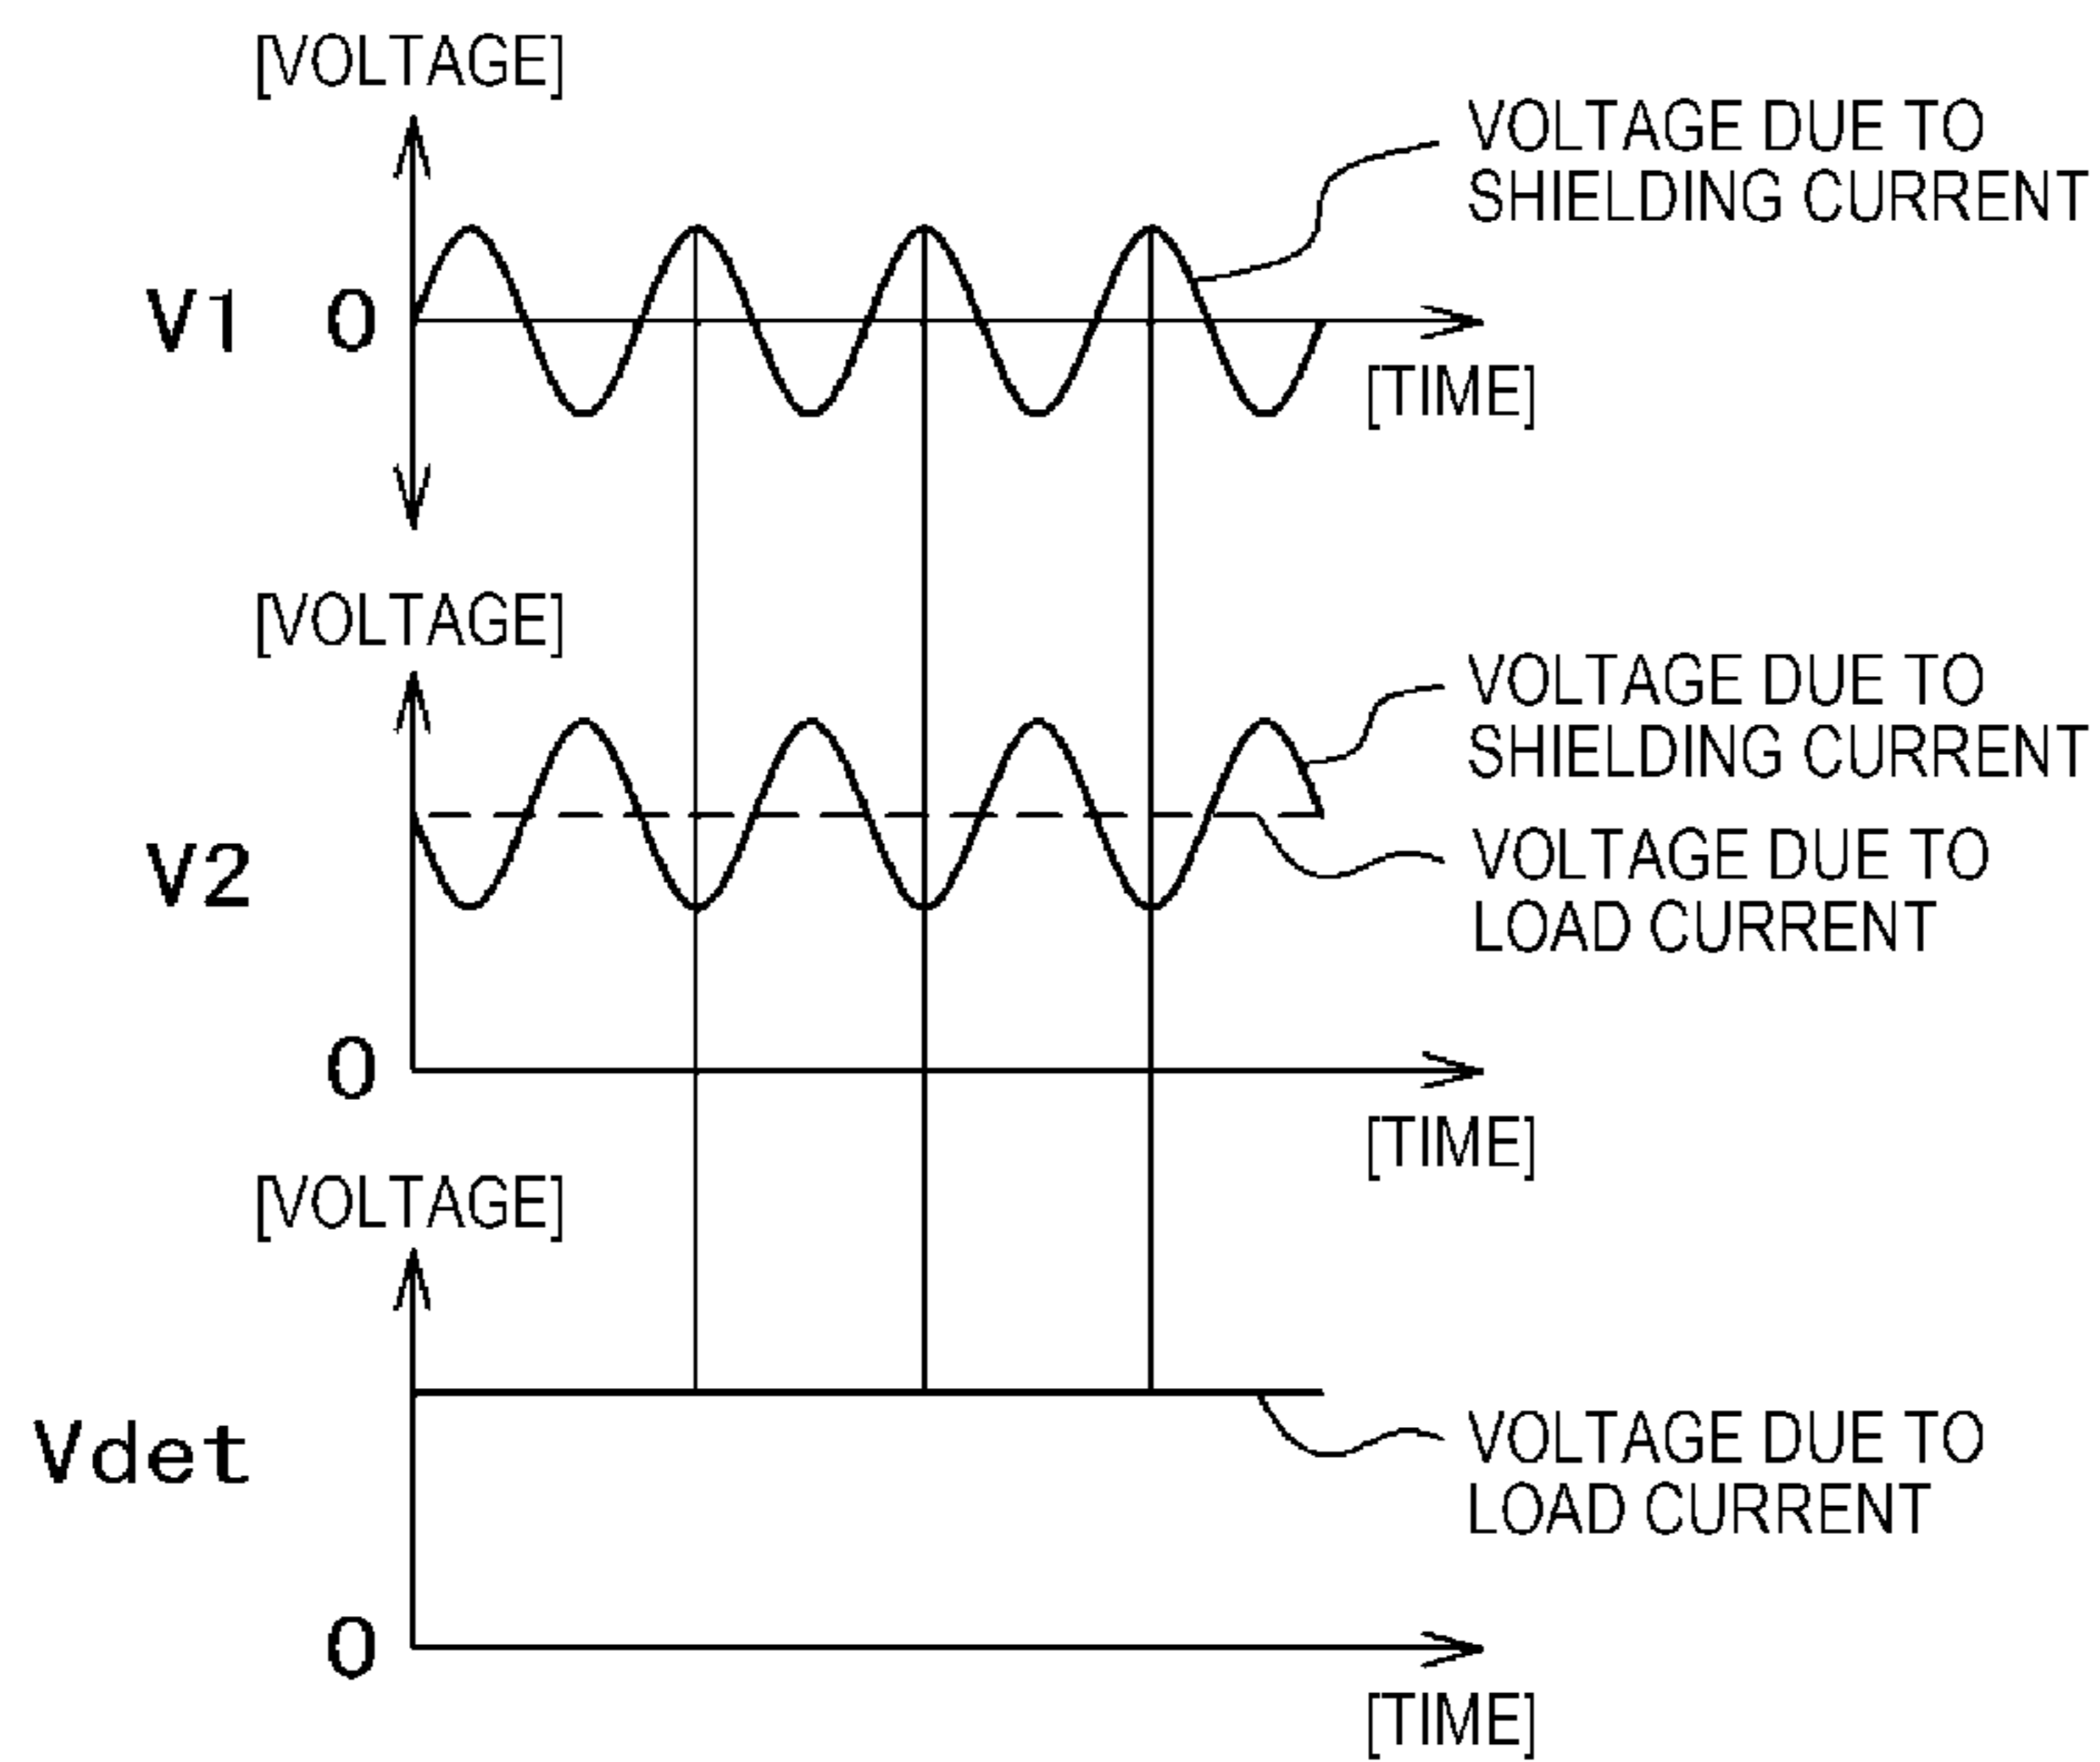 [VOLTAGE]
VOLTAGE DUE TO
SHIELDING CURRENT
V1 0
[TIME]
[VOLTAGE]
VOLTAGE DUE TO
SHIELDING CURRENT
V2
VOLTAGE DUE TO
LOAD CURRENT
0
[TIME]
[VOLTAGE]
Vdet
VOLTAGE DUE TO
LOAD CURRENT
0
[TIME]